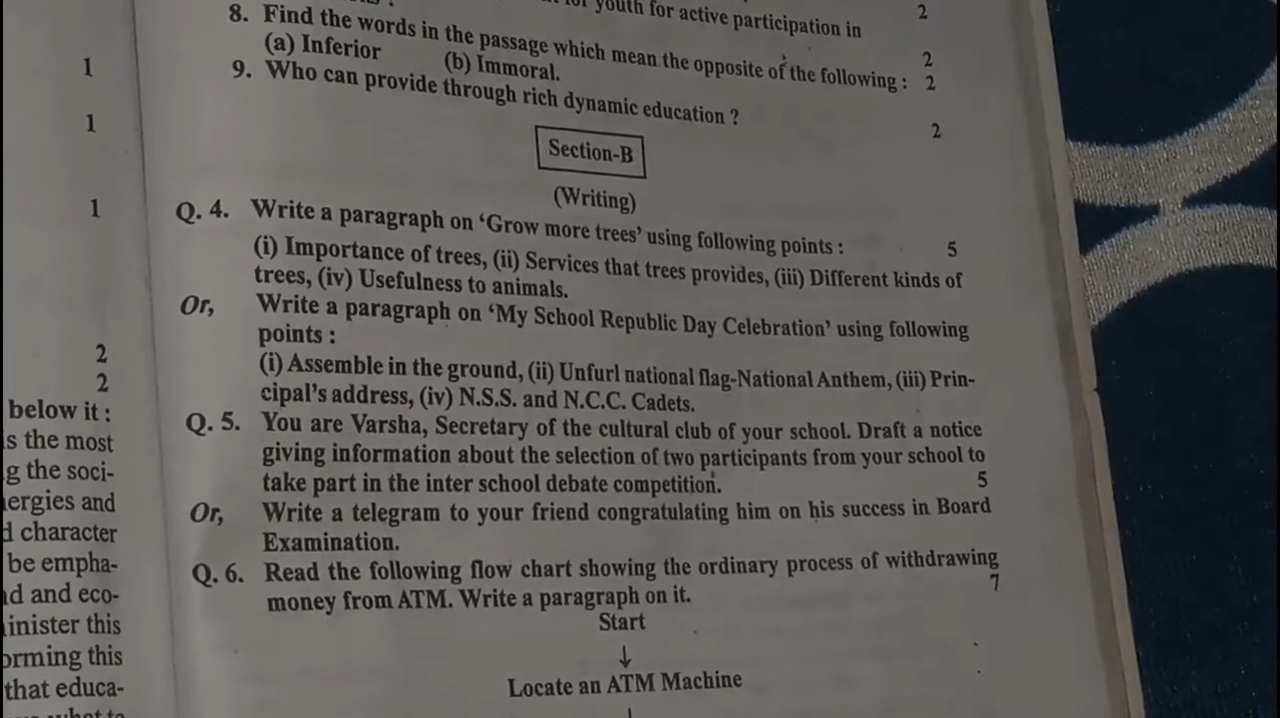 youth for active participation in 2
2
8. Find the words in the passage which mean the opposite of the following : 2
(a) Inferior (b) Immoral.
9. Who can provide through rich dynamic education ? 2
Section-B
(Writing)
Q. 4. Write a paragraph on ‘Grow more trees’ using following points : 5
(i) Importance of trees, (ii) Services that trees provides, (iii) Different kinds of
trees, (iv) Usefulness to animals.
Or, Write a paragraph on ‘My School Republic Day Celebration’ using following
points :
(i) Assemble in the ground, (ii) Unfurl national flag-National Anthem, (iii) Prin-
cipal’s address, (iv) N.S.S. and N.C.C. Cadets.
Q. 5. You are Varsha, Secretary of the cultural club of your school. Draft a notice
giving information about the selection of two participants from your school to
take part in the inter school debate competition. 5
Or, Write a telegram to your friend congratulating him on his success in Board
Examination.
Q. 6. Read the following flow chart showing the ordinary process of withdrawing
money from ATM. Write a paragraph on it. 7
Start
↓
Locate an ATM Machine
1
1
1
2
2
below it :
is the most
g the soci-
ergies and
d character
be empha-
d and eco-
inister this
orming this
that educa-
what to